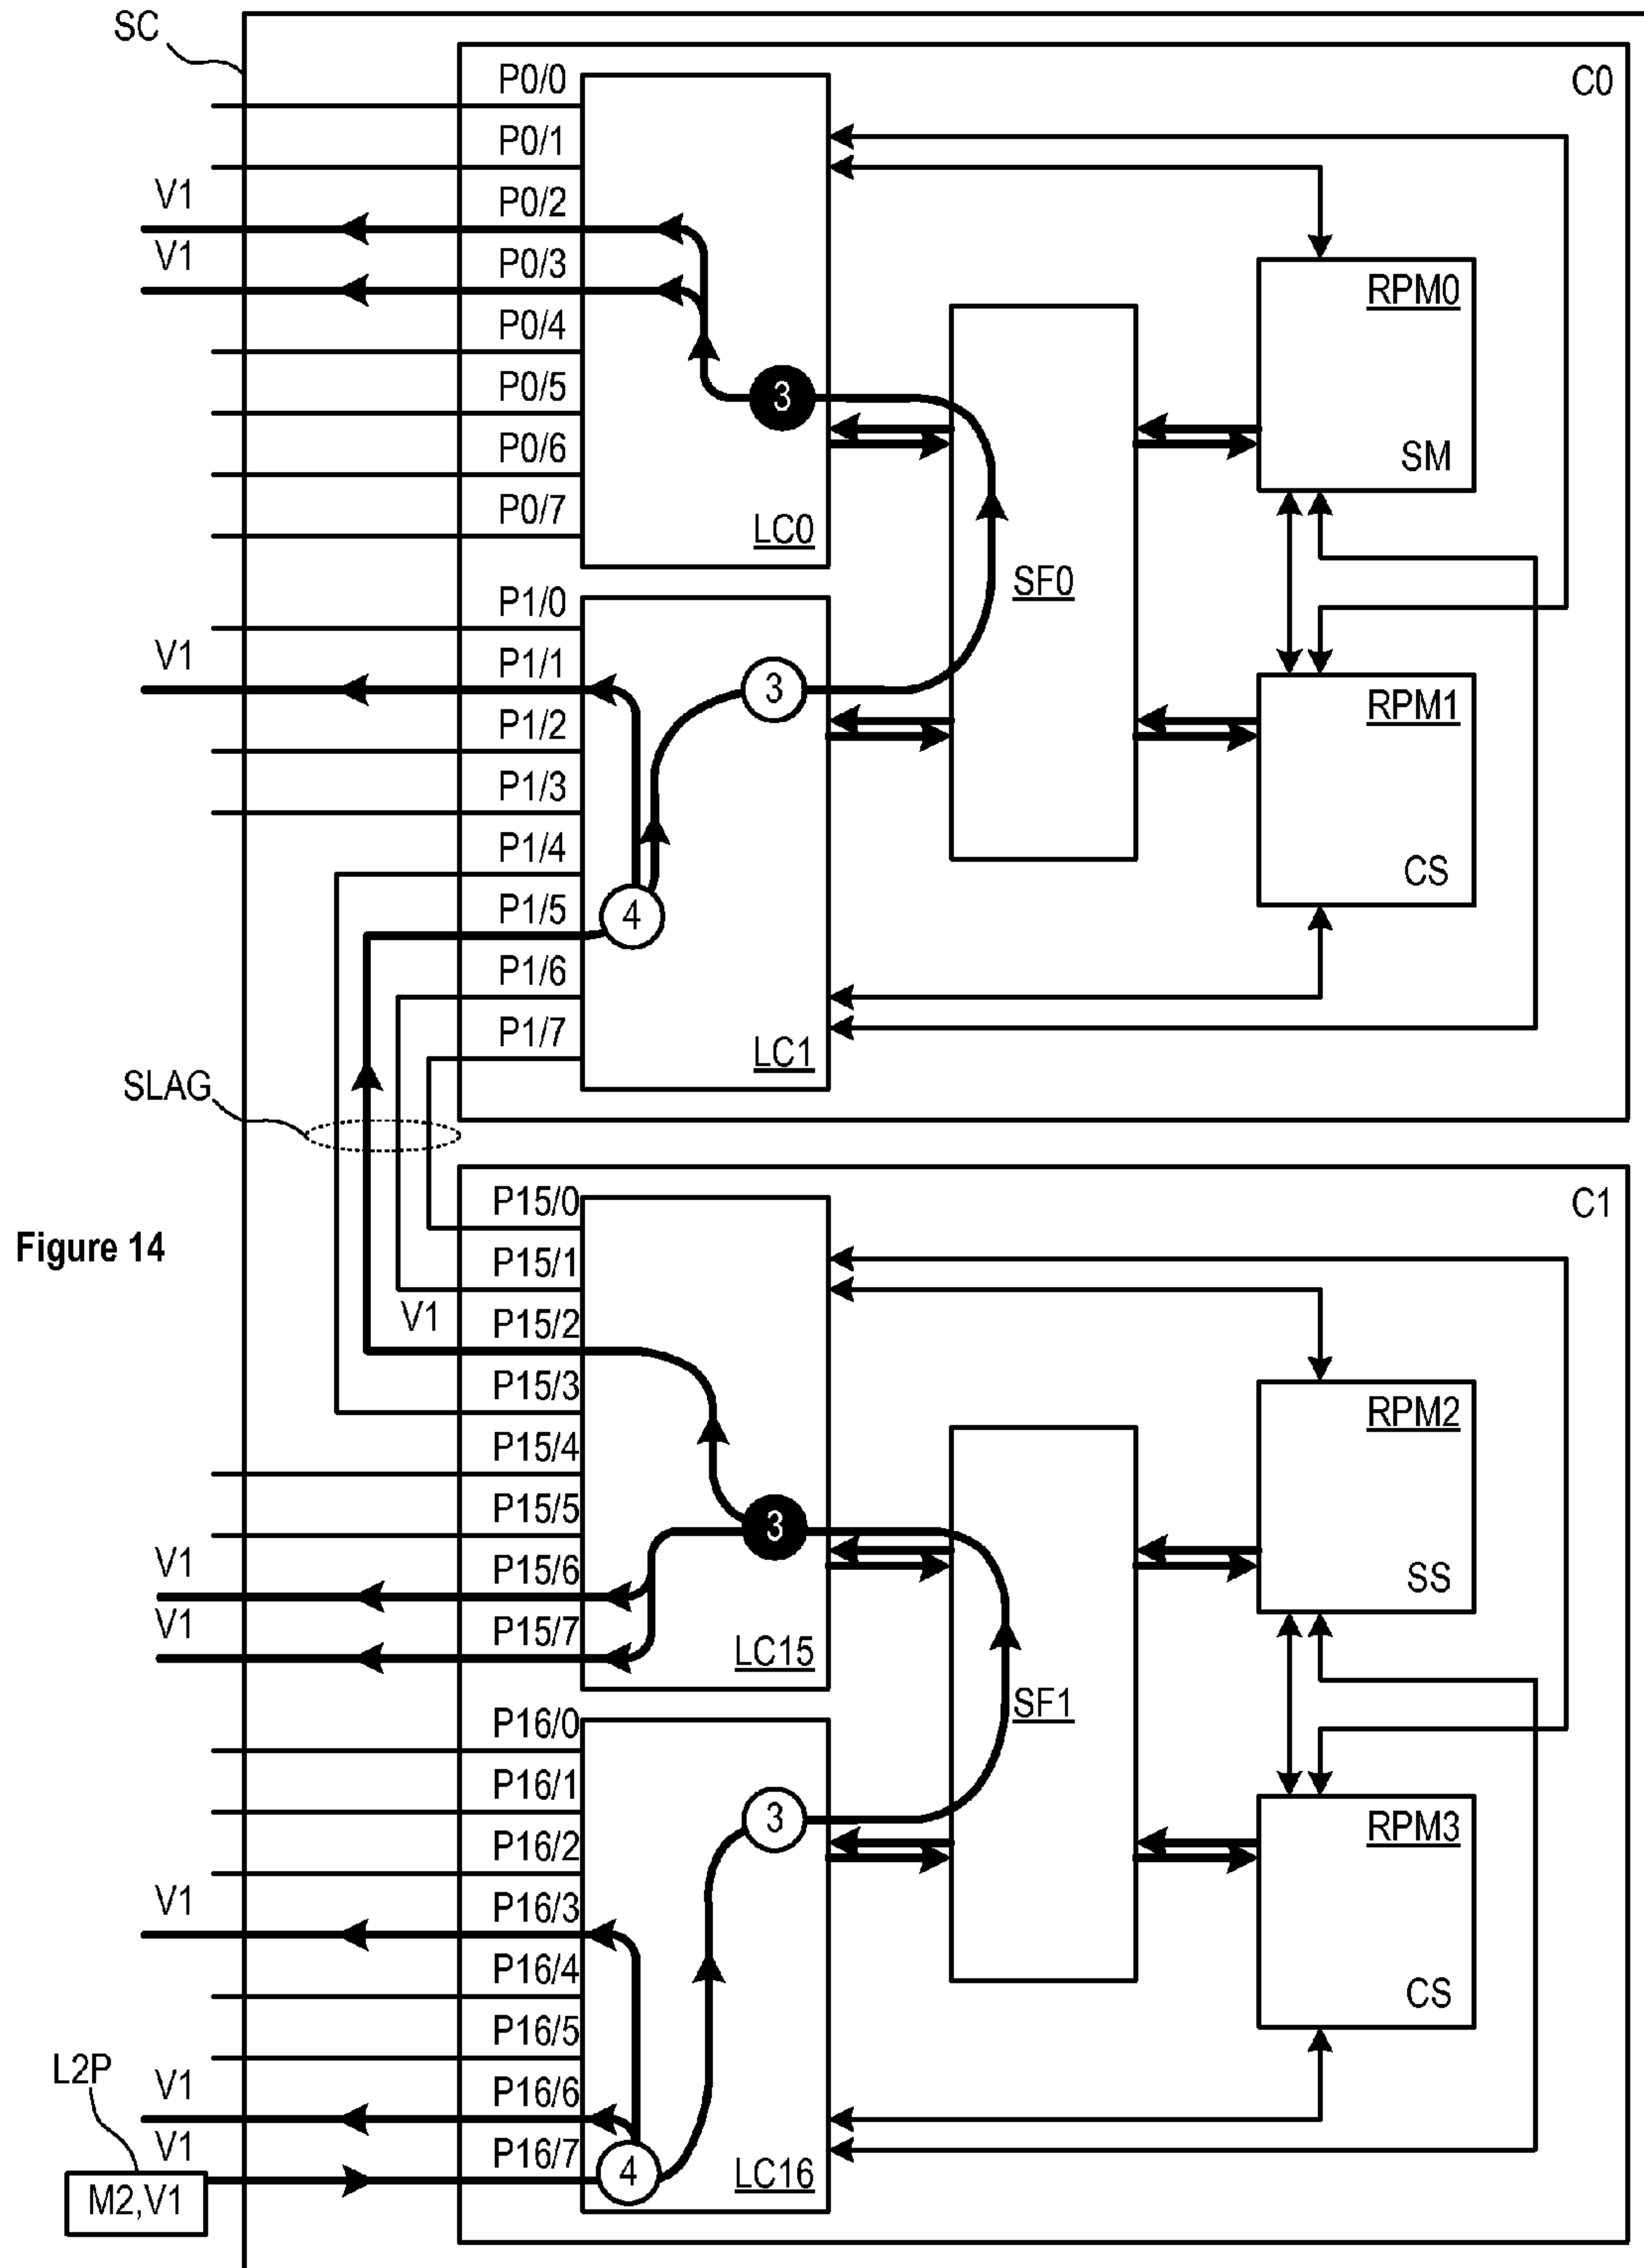 SC
C0
P0/0
P0/1
V1
P0/2
V1
P0/3
RPM0
P0/4
P0/5
3
P0/6
SM
P0/7
LC0
SF0
P1/0
V1
P1/1
3
RPM1
P1/2
P1/3
P1/4
CS
P1/5
4
P1/6
P1/7
LC1
SLAG
P15/0
C1
Figure 14
P15/1
V1
P15/2
P15/3
RPM2
P15/4
P15/5
3
V1
P15/6
SS
V1
P15/7
LC15
SF1
P16/0
P16/1
3
RPM3
P16/2
V1
P16/3
P16/4
CS
P16/5
L2P
V1
P16/6
V1
P16/7
4
LC16
M2,V1